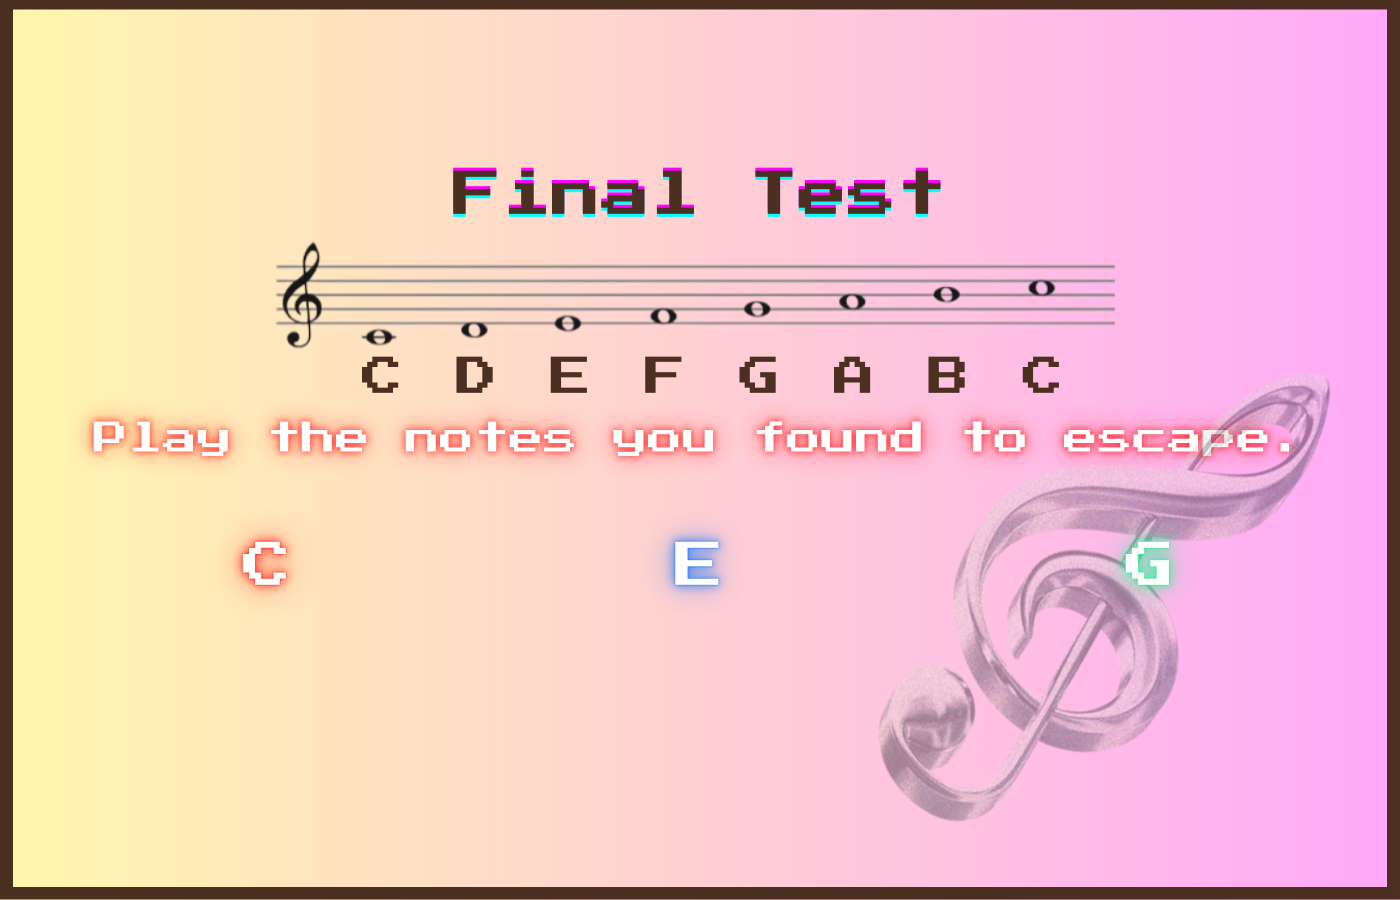 Final Test
C D E F G A B C
Play the notes you found to escape.
C E G